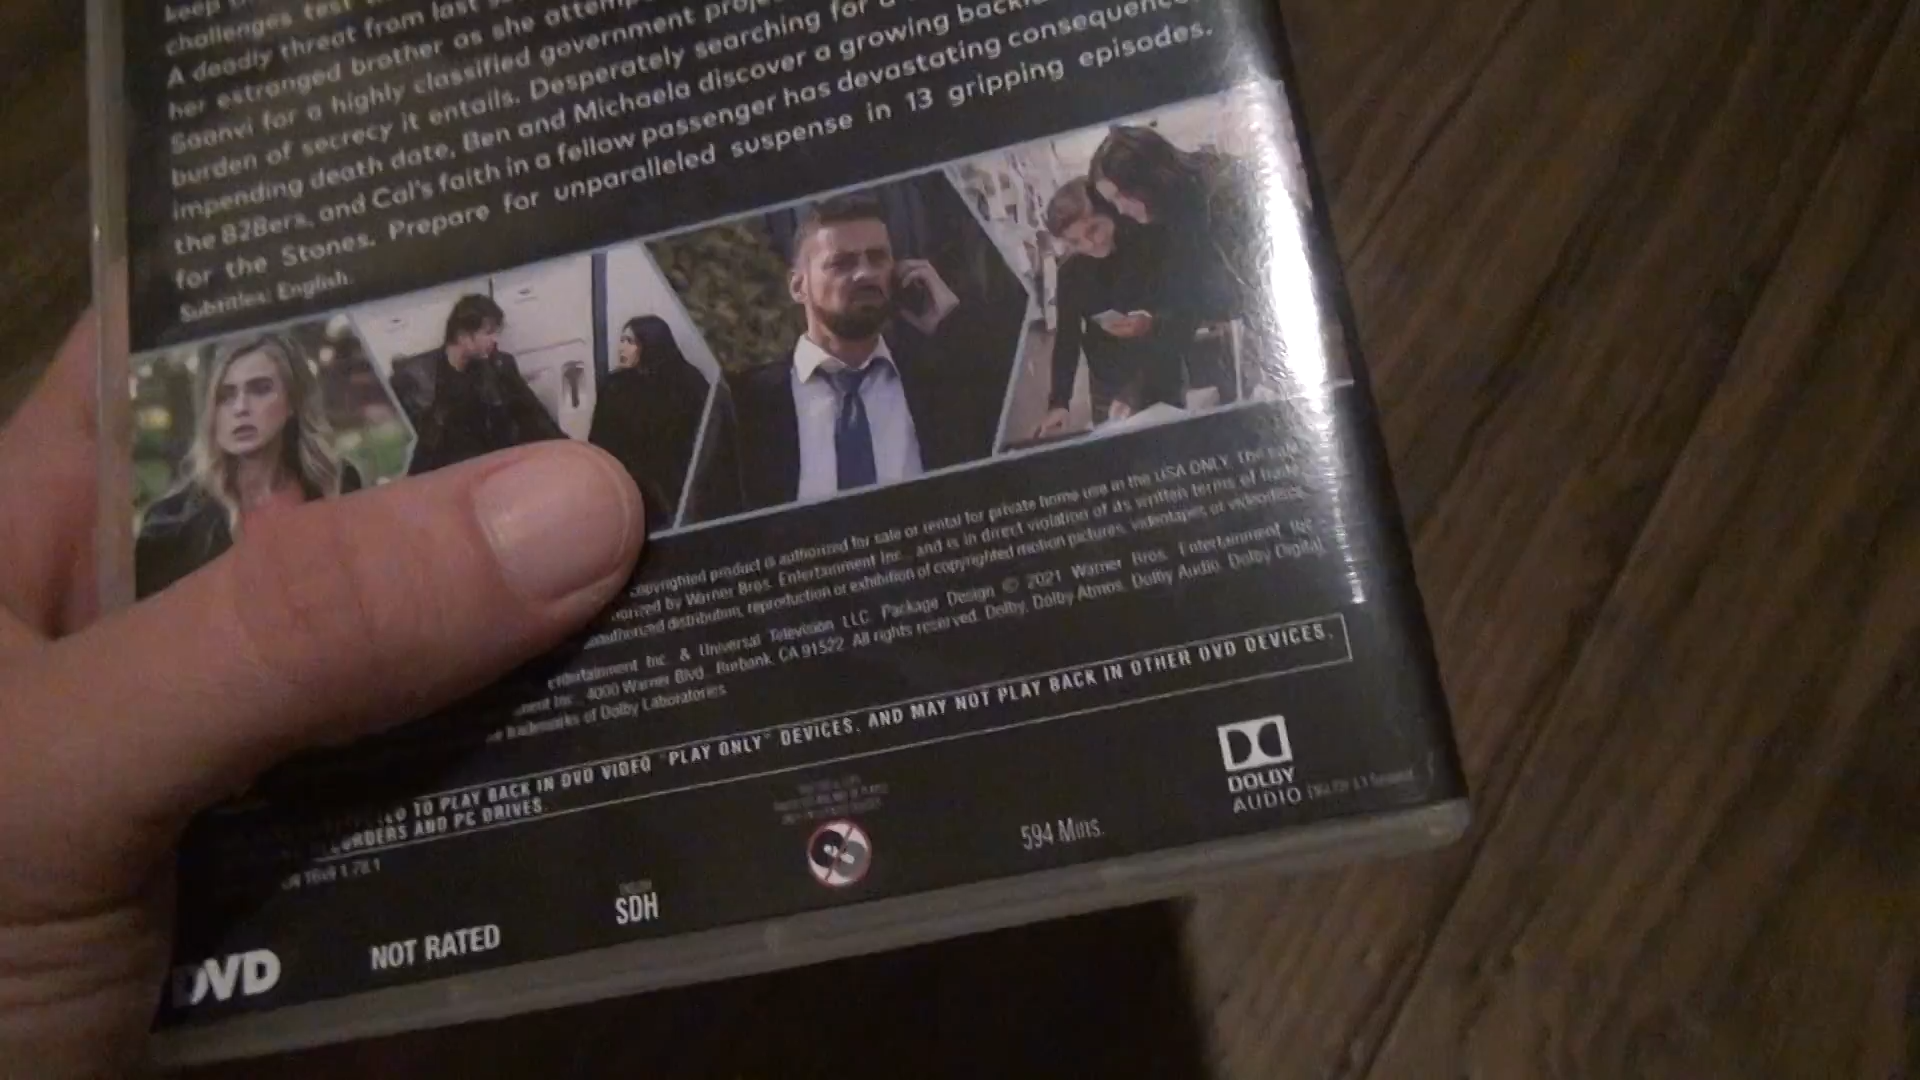 challenges test
A deadly threat from last
her estranged brother as she attemp
Saanvi for a highly classified government proj
burden of secrecy it entails. Desperately searching for a
impending death date, Ben and Michaela discover a growing backl
the 828ers, and Cal's faith in a fellow passenger has devastating consequenc
for the Stones. Prepare for unparalleled suspense in 13 gripping episodes.
Subtitles: English.
copyrighted product is authorized for sale or rental for private home use in the USA ONLY. The
by Warner Bros. Entertainment Inc. and is in direct violation of its written terms of trade
distribution, reproduction or exhibition of copyrighted motion pictures, videotapes or videodiscs
Entertainment Inc. & Universal Television LLC. Package Design © 2021 Warner Bros. Entertainment Inc.
Inc. 4000 Warner Blvd. Burbank, CA 91522. All rights reserved. Dolby, Dolby Atmos, Dolby Audio, Dolby Digital,
trademarks of Dolby Laboratories.
TO PLAY BACK IN DVD VIDEO "PLAY ONLY" DEVICES, AND MAY NOT PLAY BACK IN OTHER DVD DEVICES,
AND PC DRIVES.
DOLBY
AUDIO
594 Mins.
SDH
NOT RATED
DVD